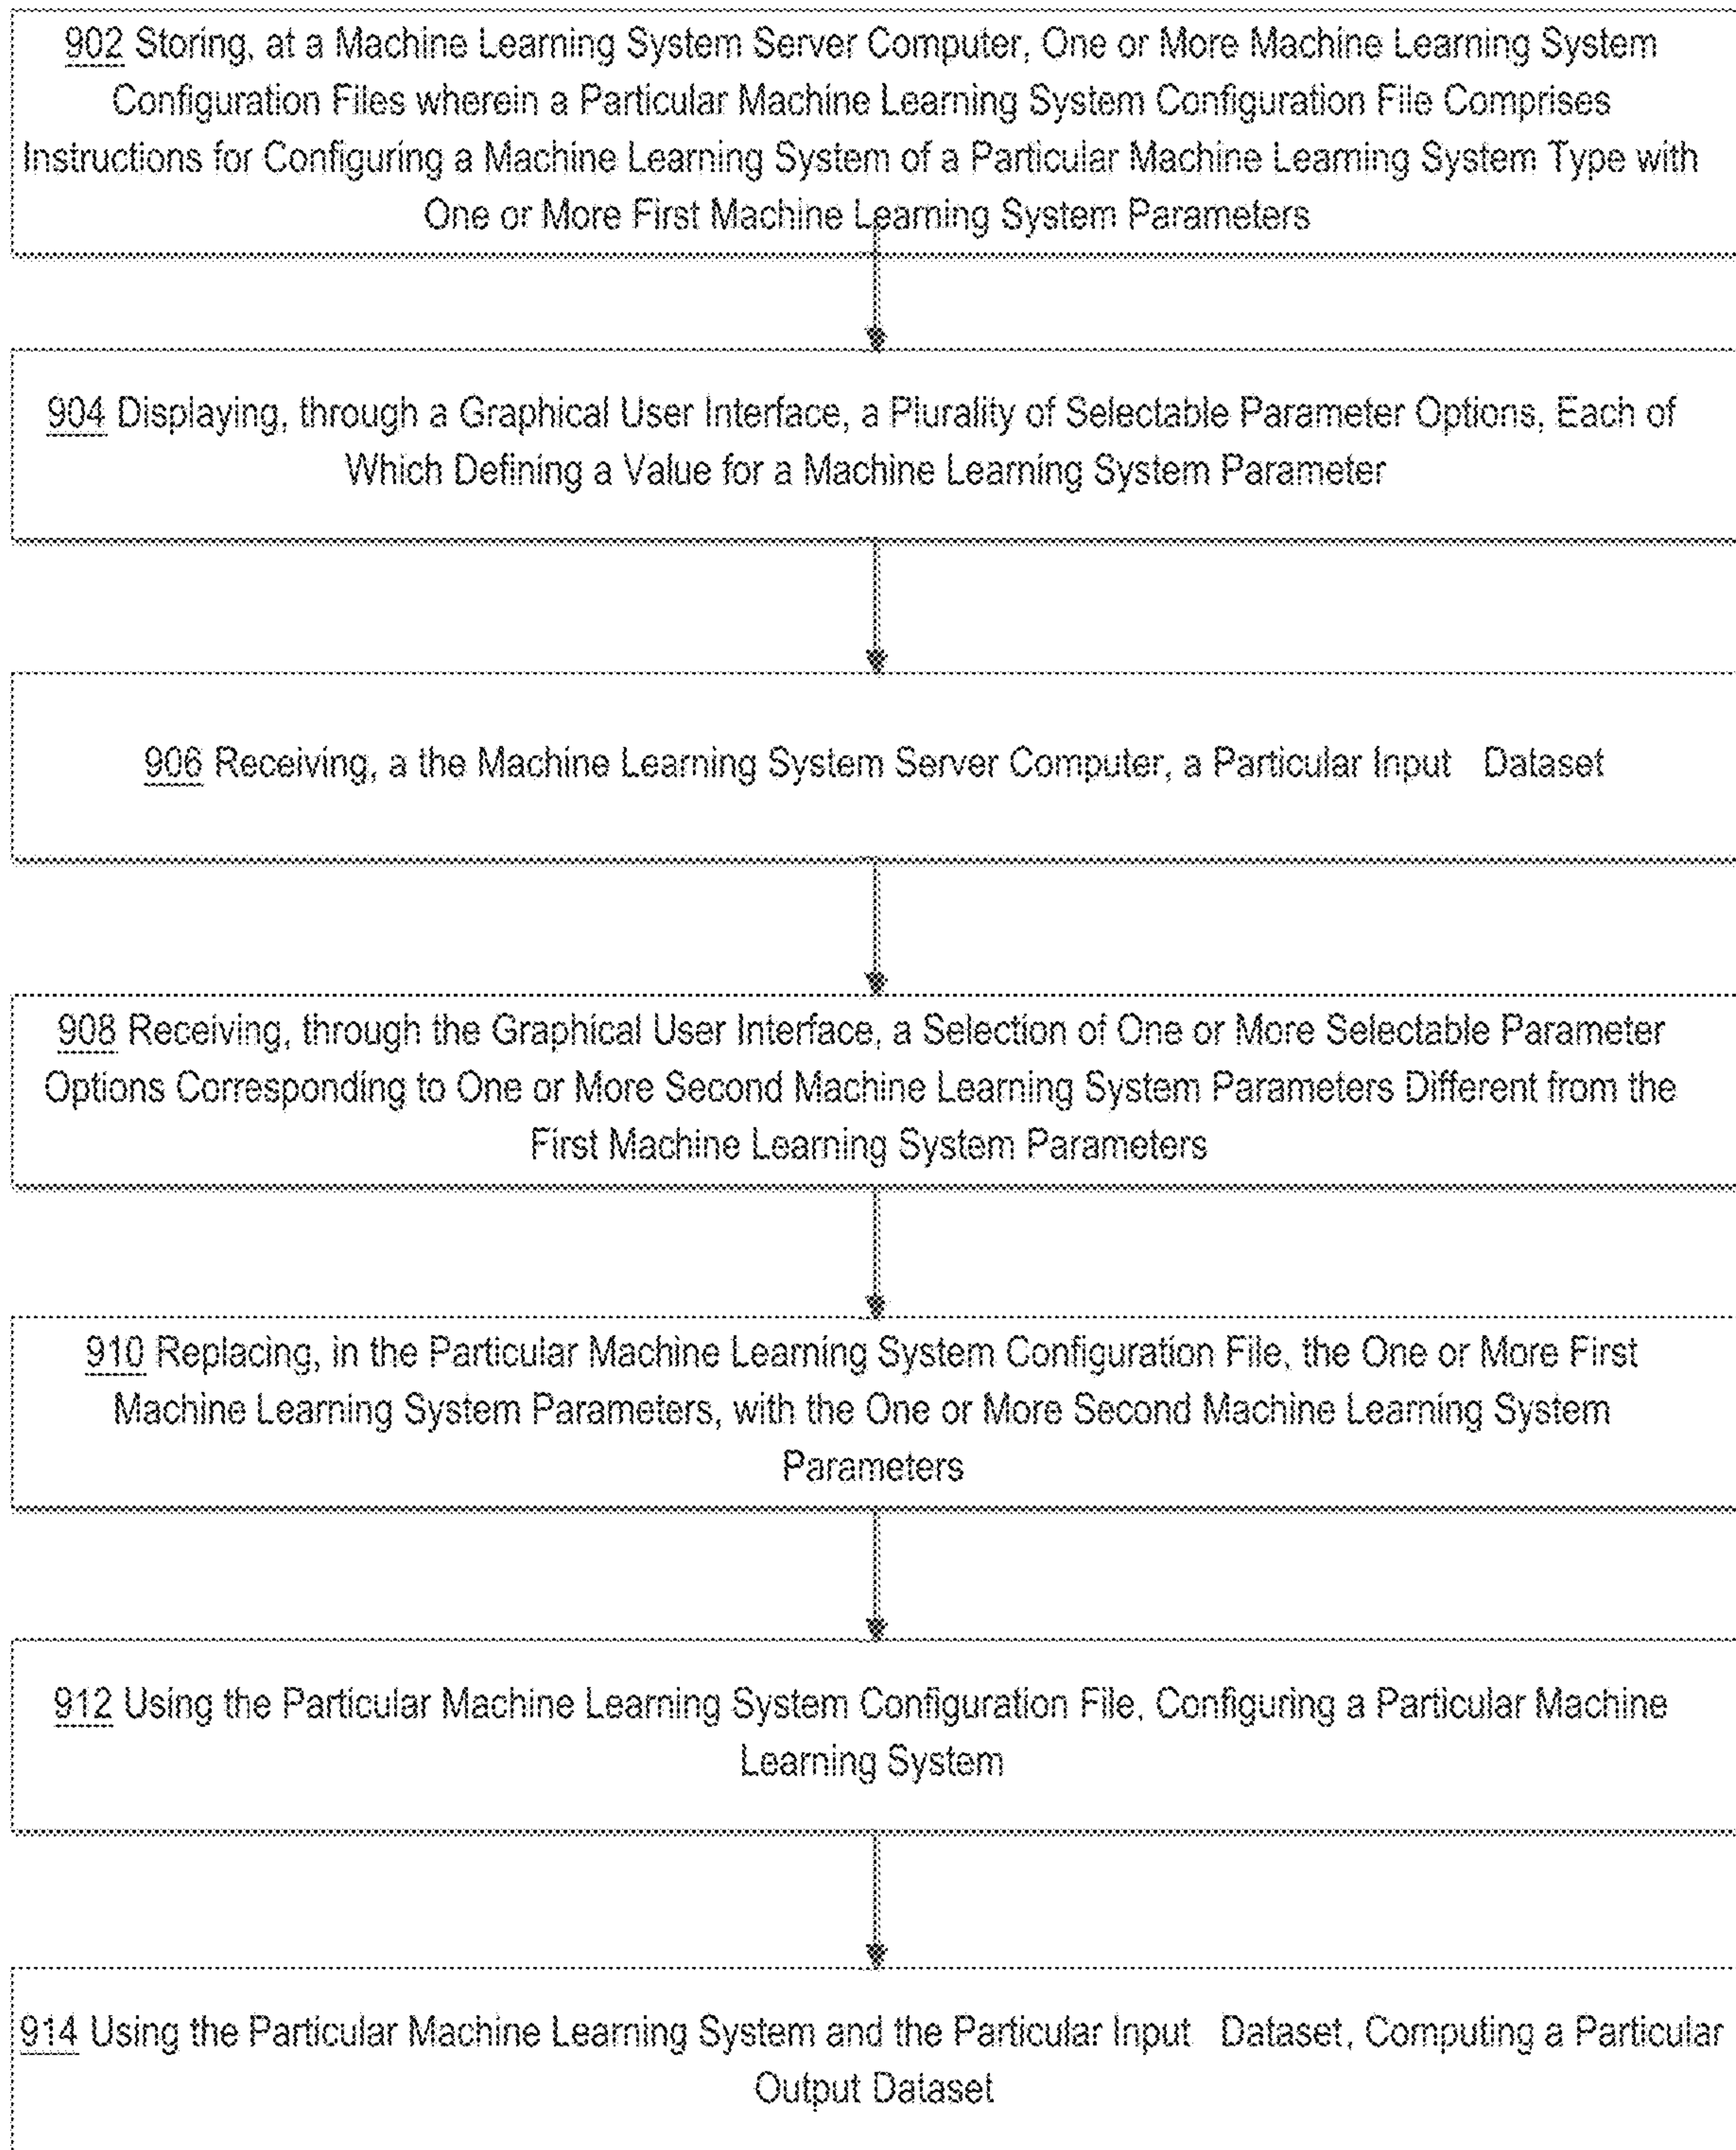 902 Storing, at a Machine Learning System Server Computer, One or More Machine Learning System
Configuration Files wherein a Particular Machine Learning System Configuration File Comprises
Instructions for Configuring a Machine Learning System of a Particular Machine Learning System Type with
One or More First Machine Learning System Parameters
904 Displaying, through a Graphical User Interface, a Plurality of Selectable Parameter Options, Each of
Which Defining a Value for a Machine Learning System Parameter
906 Receiving, a the Machine Learning System Server Computer, a Particular Input Dataset
908 Receiving, through the Graphical User Interface, a Selection of One or More Selectable Parameter
Options Corresponding to One or More Second Machine Learning System Parameters Different from the
First Machine Learning System Parameters
910 Replacing, in the Particular Machine Learning System Configuration File, the One or More First
Machine Learning System Parameters, with the One or More Second Machine Learning System
Parameters
912 Using the Particular Machine Learning System Configuration File, Configuring a Particular Machine
Learning System
914 Using the Particular Machine Learning System and the Particular Input Dataset, Computing a Particular
Output Dataset